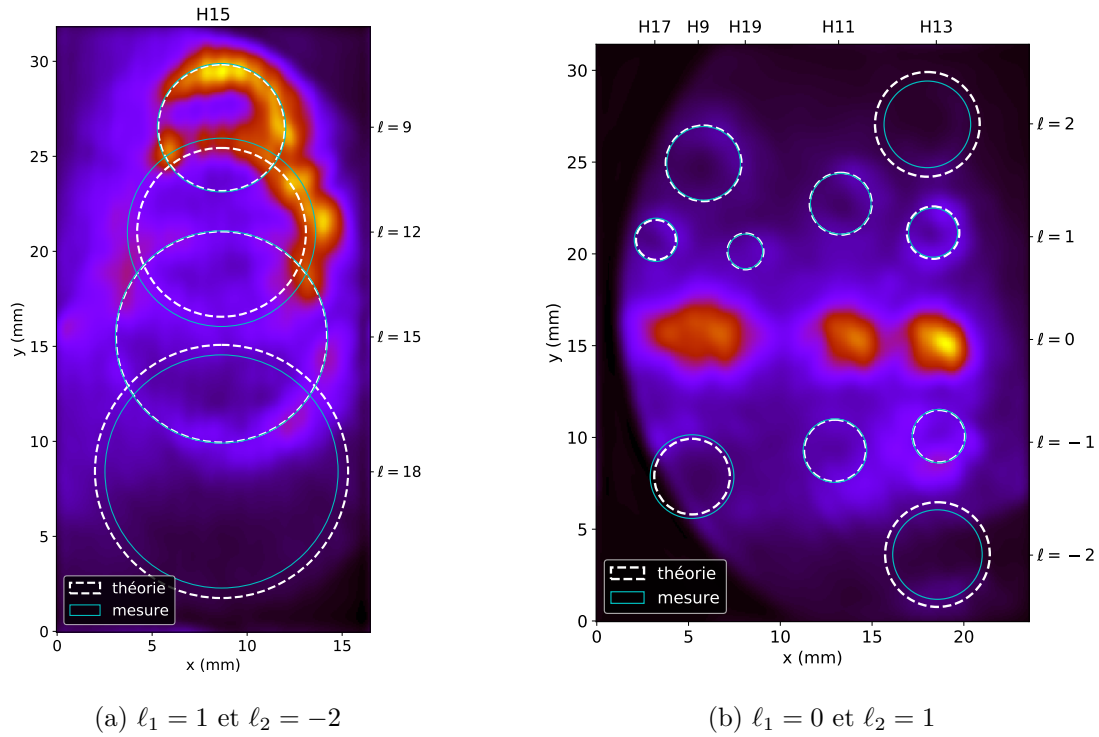 H15
30
25
20
15
10
5
0
y (mm)
0 5 10 15
x (mm)
ℓ = 9
ℓ = 12
ℓ = 15
ℓ = 18
théorie
mesure
(a) ℓ₁ = 1 et ℓ₂ = −2
H17 H9 H19 H11 H13
30
25
20
15
10
5
0
y (mm)
0 5 10 15 20
x (mm)
ℓ = 2
ℓ = 1
ℓ = 0
ℓ = −1
ℓ = −2
théorie
mesure
(b) ℓ₁ = 0 et ℓ₂ = 1